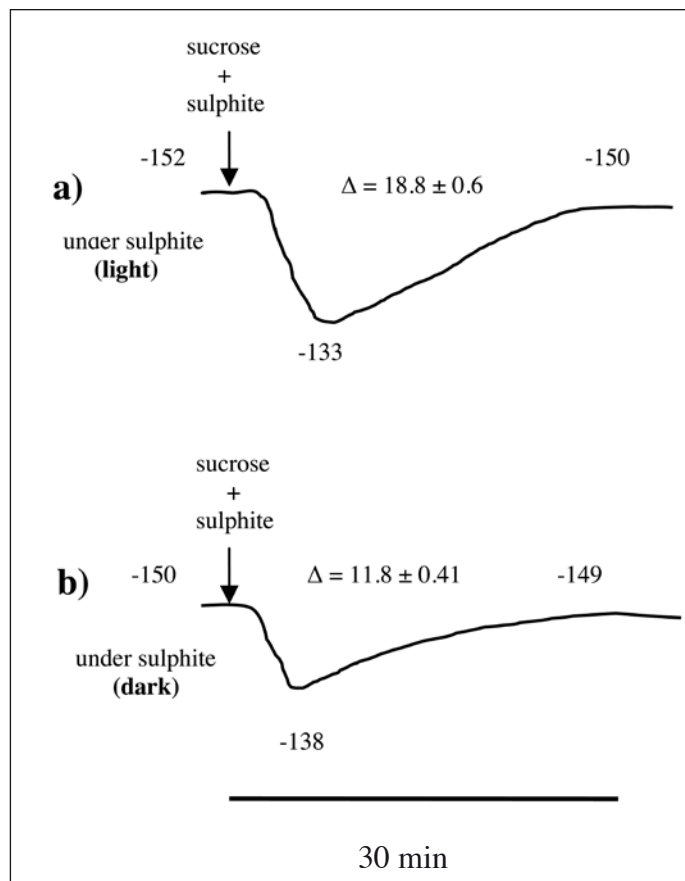 sucrose
+
sulphite
-152
-150
a)
Δ = 18.8 ± 0.6
under sulphite
(light)
-133
sucrose
+
sulphite
b)
-150
Δ = 11.8 ± 0.41
-149
under sulphite
(dark)
-138
30 min